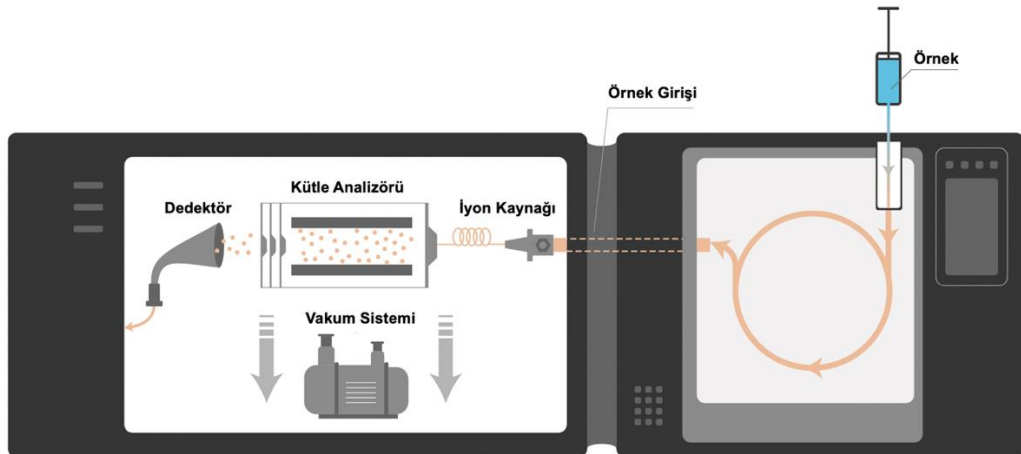 Örnek
Örnek Girişi
Kütle Analizörü
Dedektör
İyon Kaynağı
Vakum Sistemi